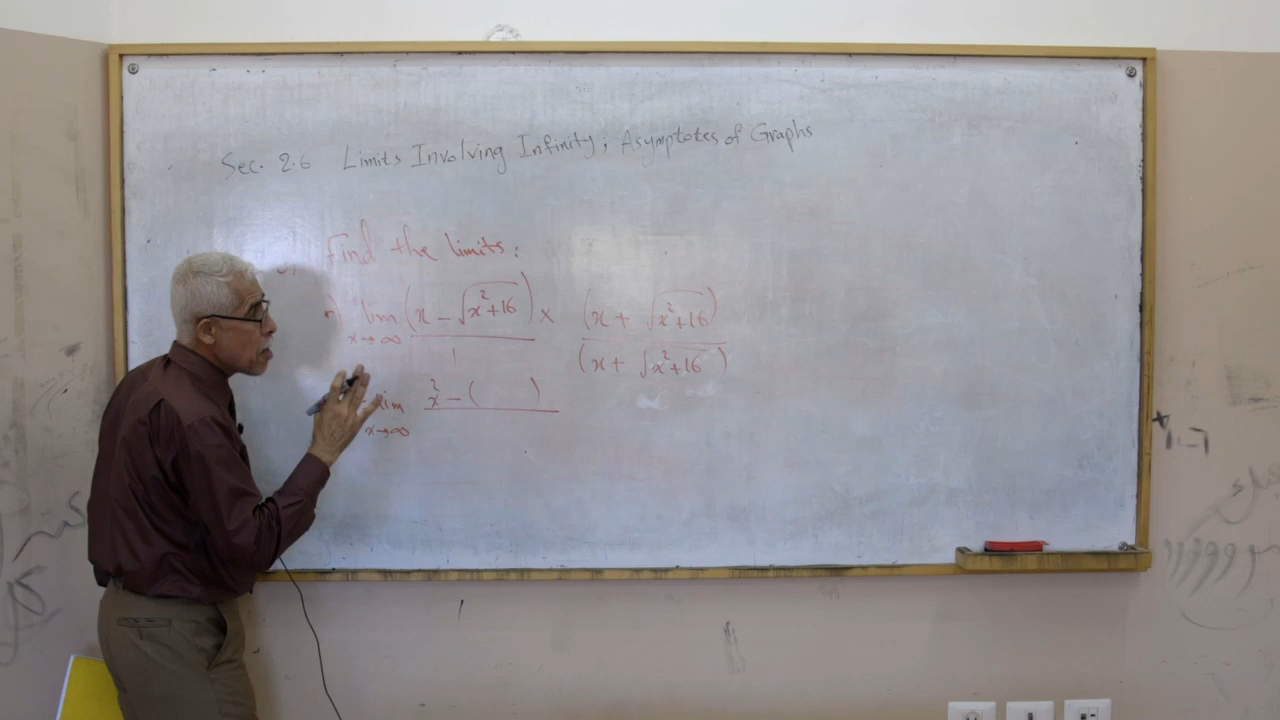 Sec. 2.6 Limits Involving Infinity; Asymptotes of Graphs
Find the limits:
lim x→∞ (x - √(x²+16))/1 × (x + √(x²+16))/(x + √(x²+16))
lim x→∞ x² - ( )